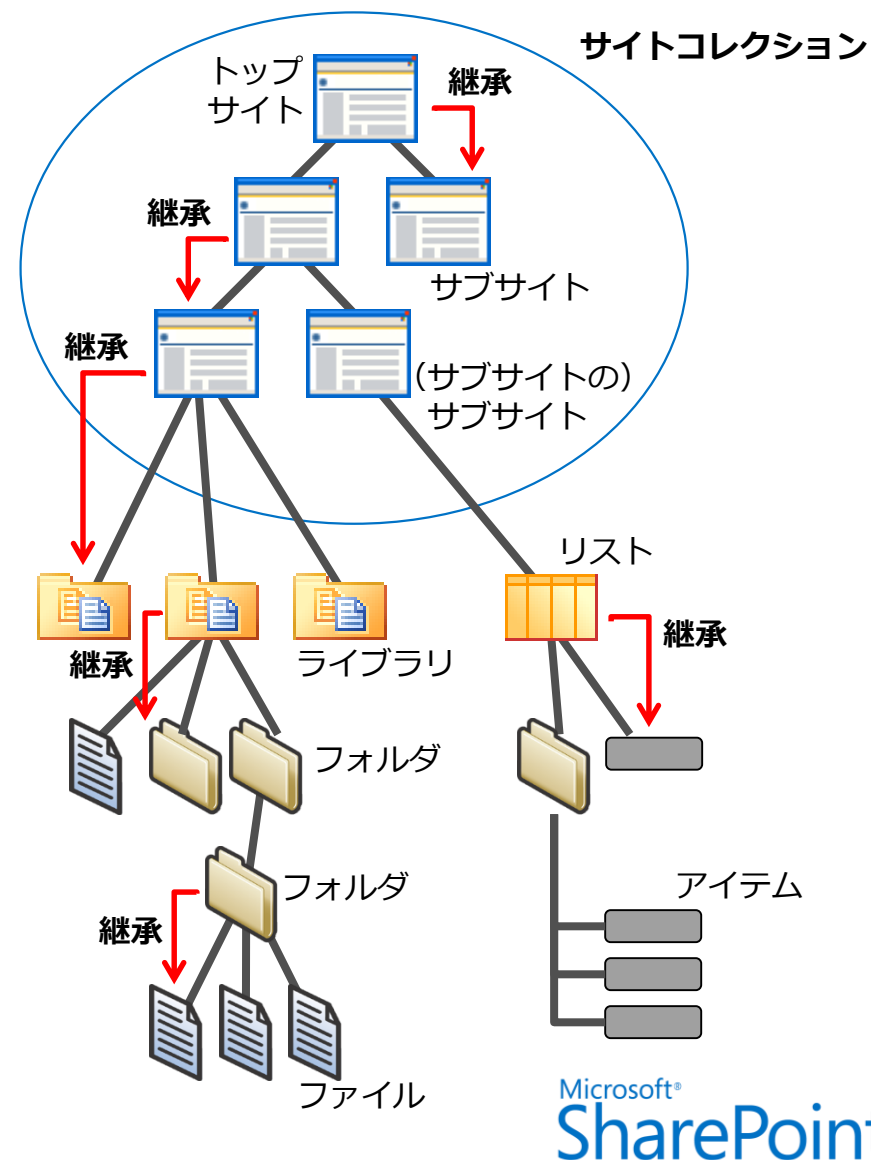 サイトコレクション
トップ
サイト
継承
継承
サブサイト
継承
(サブサイトの)
サブサイト
リスト
継承
継承
ライブラリ
フォルダ
フォルダ
アイテム
継承
ファイル
Microsoft®
SharePoint